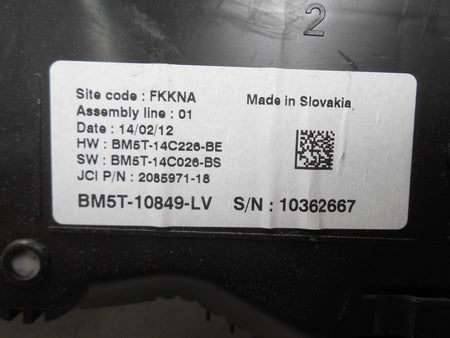 2
Site code : FKKNA
Made in Slovakia
Assembly line : 01
Date : 14/02/12
HW : BM5T-14C226-BE
SW : BM5T-14C026-BS
JCI P/N : 2085971-18
BM5T-10849-LV S/N : 10362667